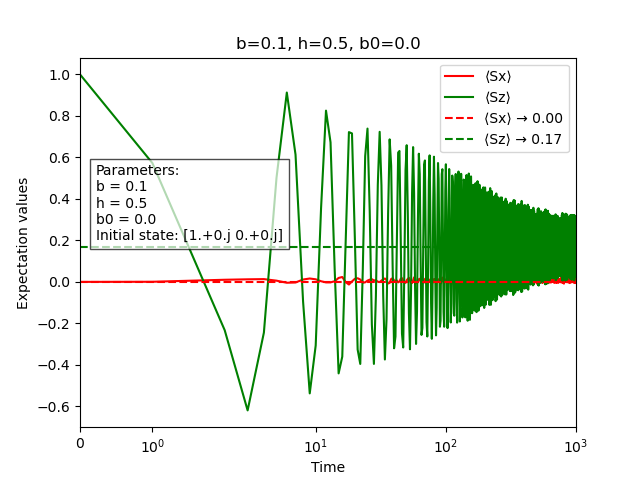 b=0.1, h=0.5, b0=0.0
Expectation values
1.0
0.8
0.6
0.4
0.2
0.0
−0.2
−0.4
−0.6
⟨Sx⟩
⟨Sz⟩
⟨Sx⟩ → 0.00
⟨Sz⟩ → 0.17
Parameters:
b = 0.1
h = 0.5
b0 = 0.0
Initial state: [1.+0.j 0.+0.j]
0 10⁰ 10¹ 10² 10³
Time